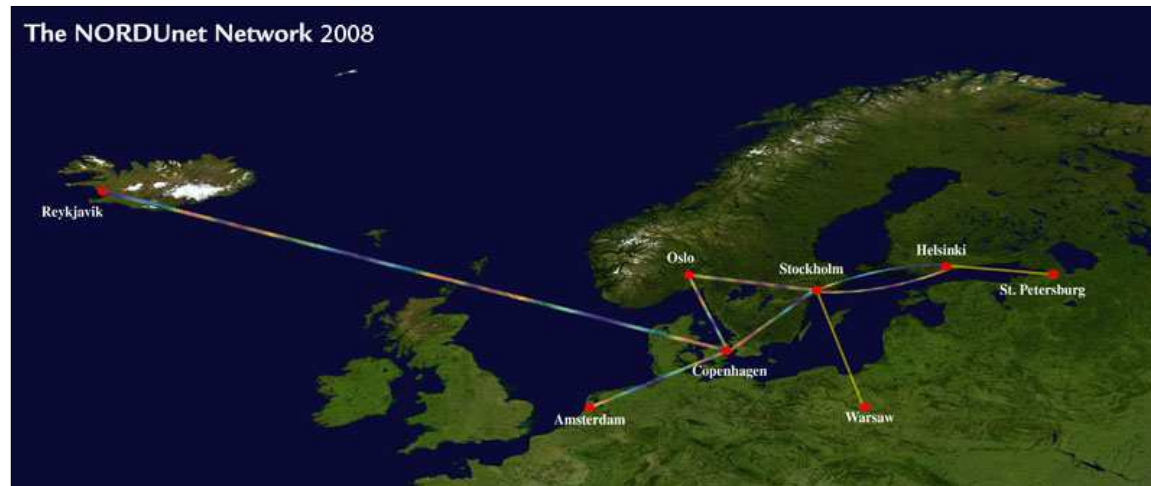 The NORDUnet Network 2008
Reykjavik
Oslo
Stockholm
Helsinki
St. Petersburg
Copenhagen
Amsterdam
Warsaw